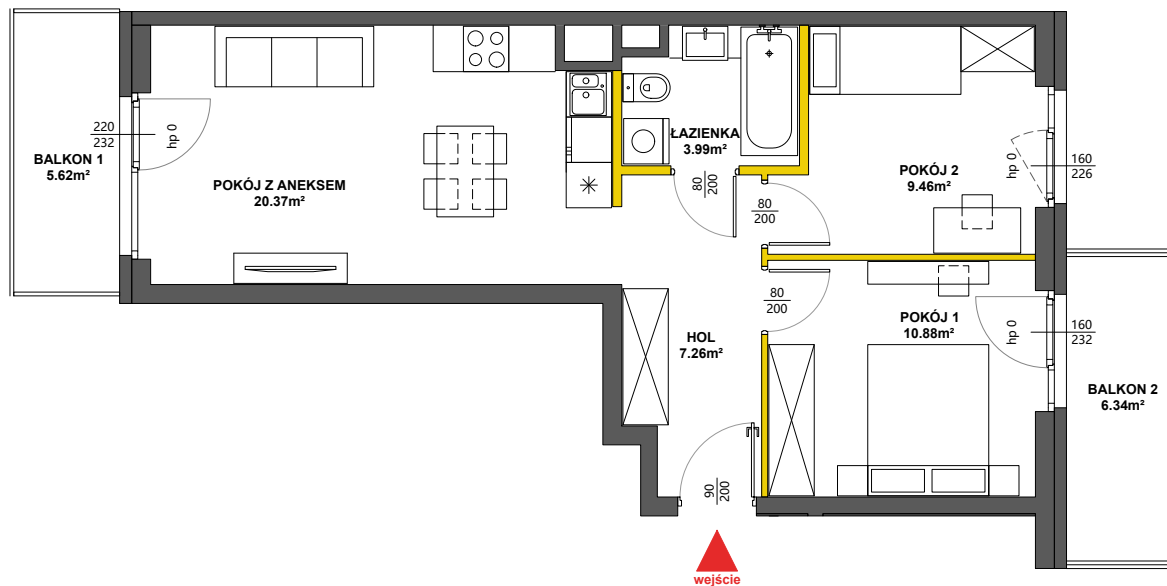 BALKON 1
5.62m²
220
232
hp 0
POKÓJ Z ANEKSEM
20.37m²
ŁAZIENKA
3.99m²
80
200
80
200
POKÓJ 2
9.46m²
hp 0
160
226
80
200
HOL
7.26m²
POKÓJ 1
10.88m²
hp 0
160
232
BALKON 2
6.34m²
90
200
wejście